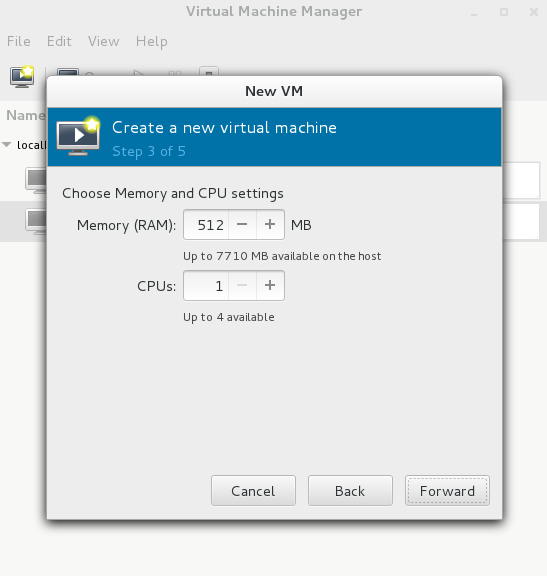 Virtual Machine Manager
File Edit View Help
New VM
Name
Create a new virtual machine
Step 3 of 5
Choose Memory and CPU settings
Memory (RAM): 512 MB
Up to 7710 MB available on the host
CPUs: 1
Up to 4 available
Cancel Back Forward